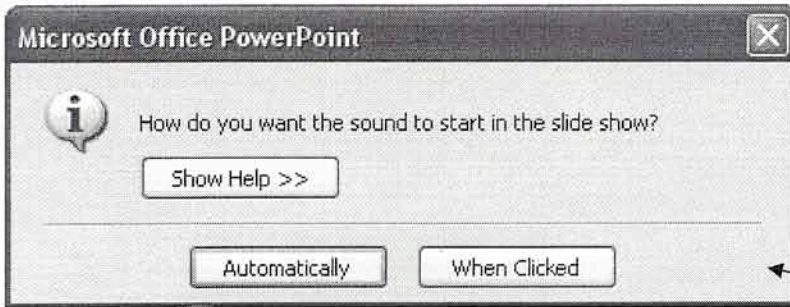 Microsoft Office PowerPoint
How do you want the sound to start in the slide show?
Show Help >>
Automatically
When Clicked